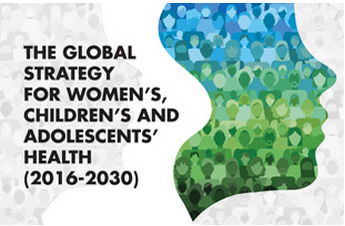 THE GLOBAL
STRATEGY
FOR WOMEN'S,
CHILDREN'S AND
ADOLESCENTS'
HEALTH
(2016-2030)